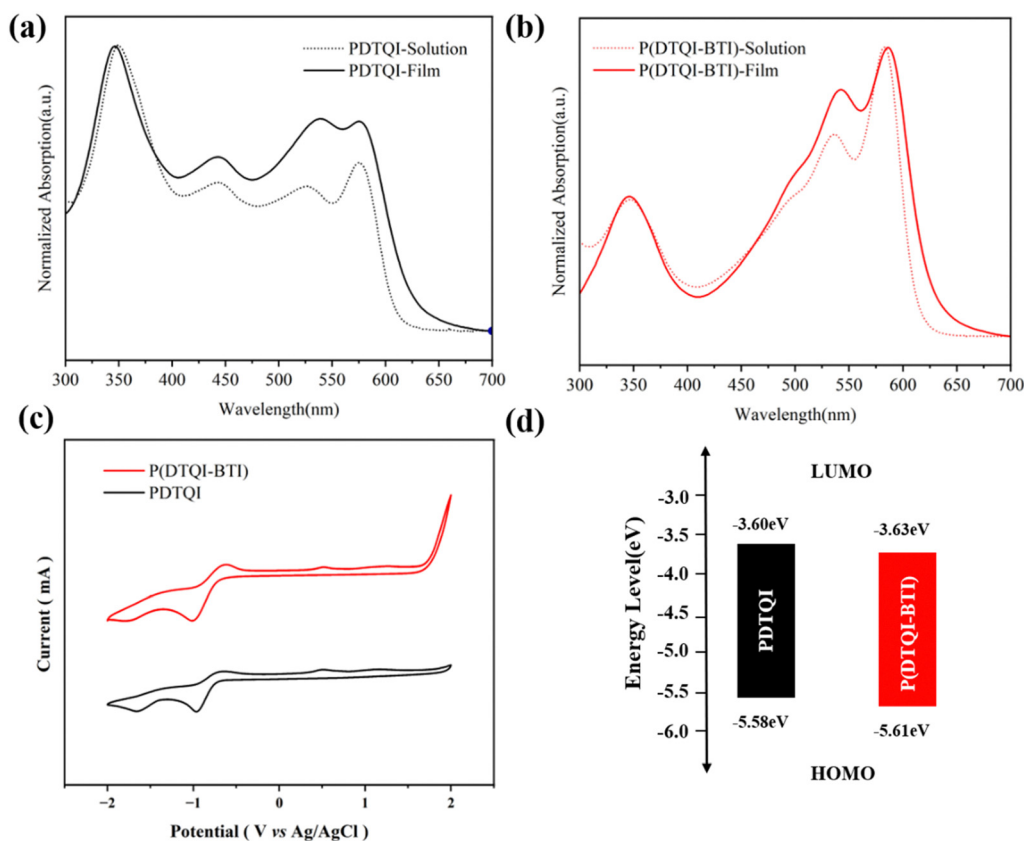 (a)
PDTQI-Solution
PDTQI-Film
Normalized Absorption(a.u.)
300 350 400 450 500 550 600 650 700
Wavelength(nm)
(b)
P(DTQI-BTI)-Solution
P(DTQI-BTI)-Film
Normalized Absorption(a.u.)
300 350 400 450 500 550 600 650 700
Wavelength(nm)
(c)
P(DTQI-BTI)
PDTQI
Current ( mA )
−2 −1 0 1 2
Potential ( V vs Ag/AgCl )
(d)
LUMO
Energy Level(eV)
-3.0
-3.5
-4.0
-4.5
-5.0
-5.5
-6.0
-3.60eV
-3.63eV
PDTQI
P(DTQI-BTI)
-5.58eV
-5.61eV
HOMO